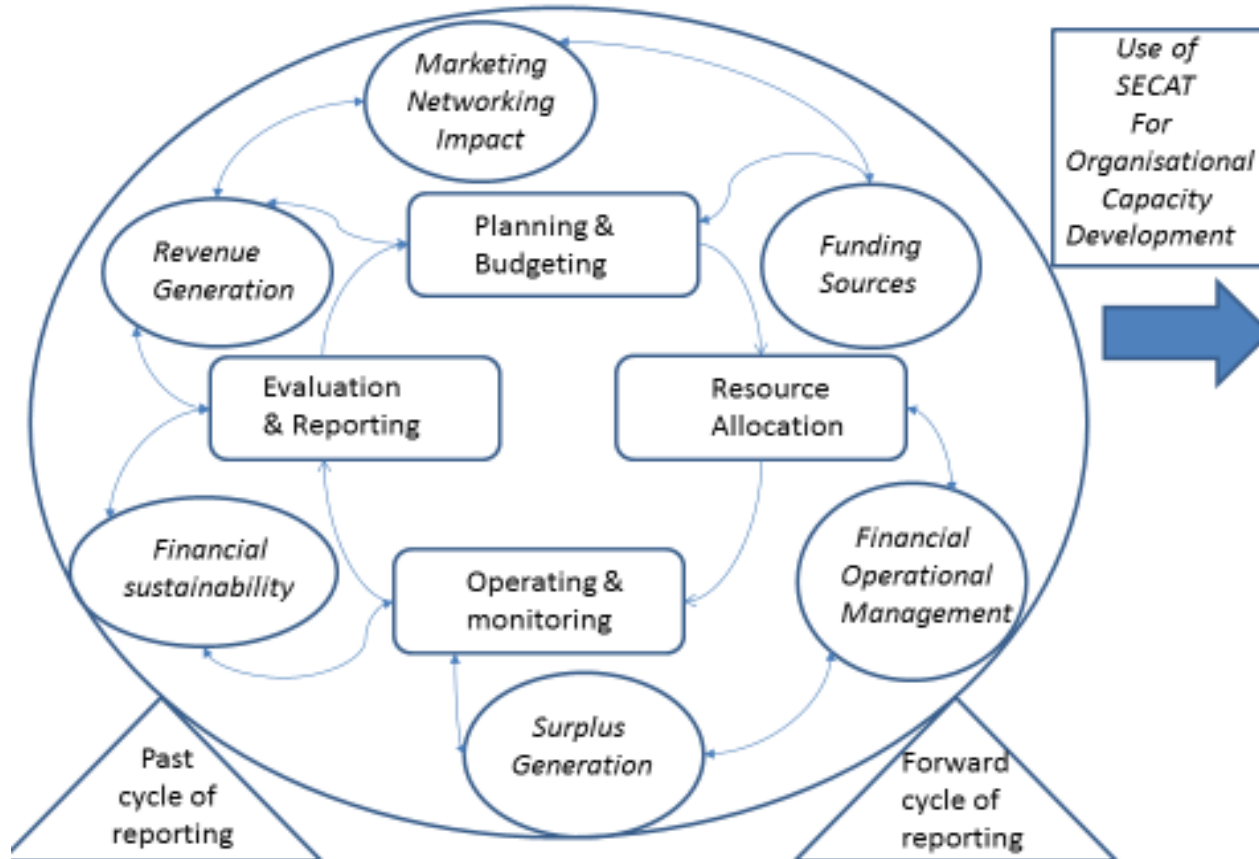 Marketing
Networking
Impact
Use of
SECAT
For
Organisational
Capacity
Development
Revenue
Generation
Planning &
Budgeting
Funding
Sources
Evaluation
& Reporting
Resource
Allocation
Financial
sustainability
Operating &
monitoring
Financial
Operational
Management
Surplus
Generation
Past
cycle of
reporting
Forward
cycle of
reporting